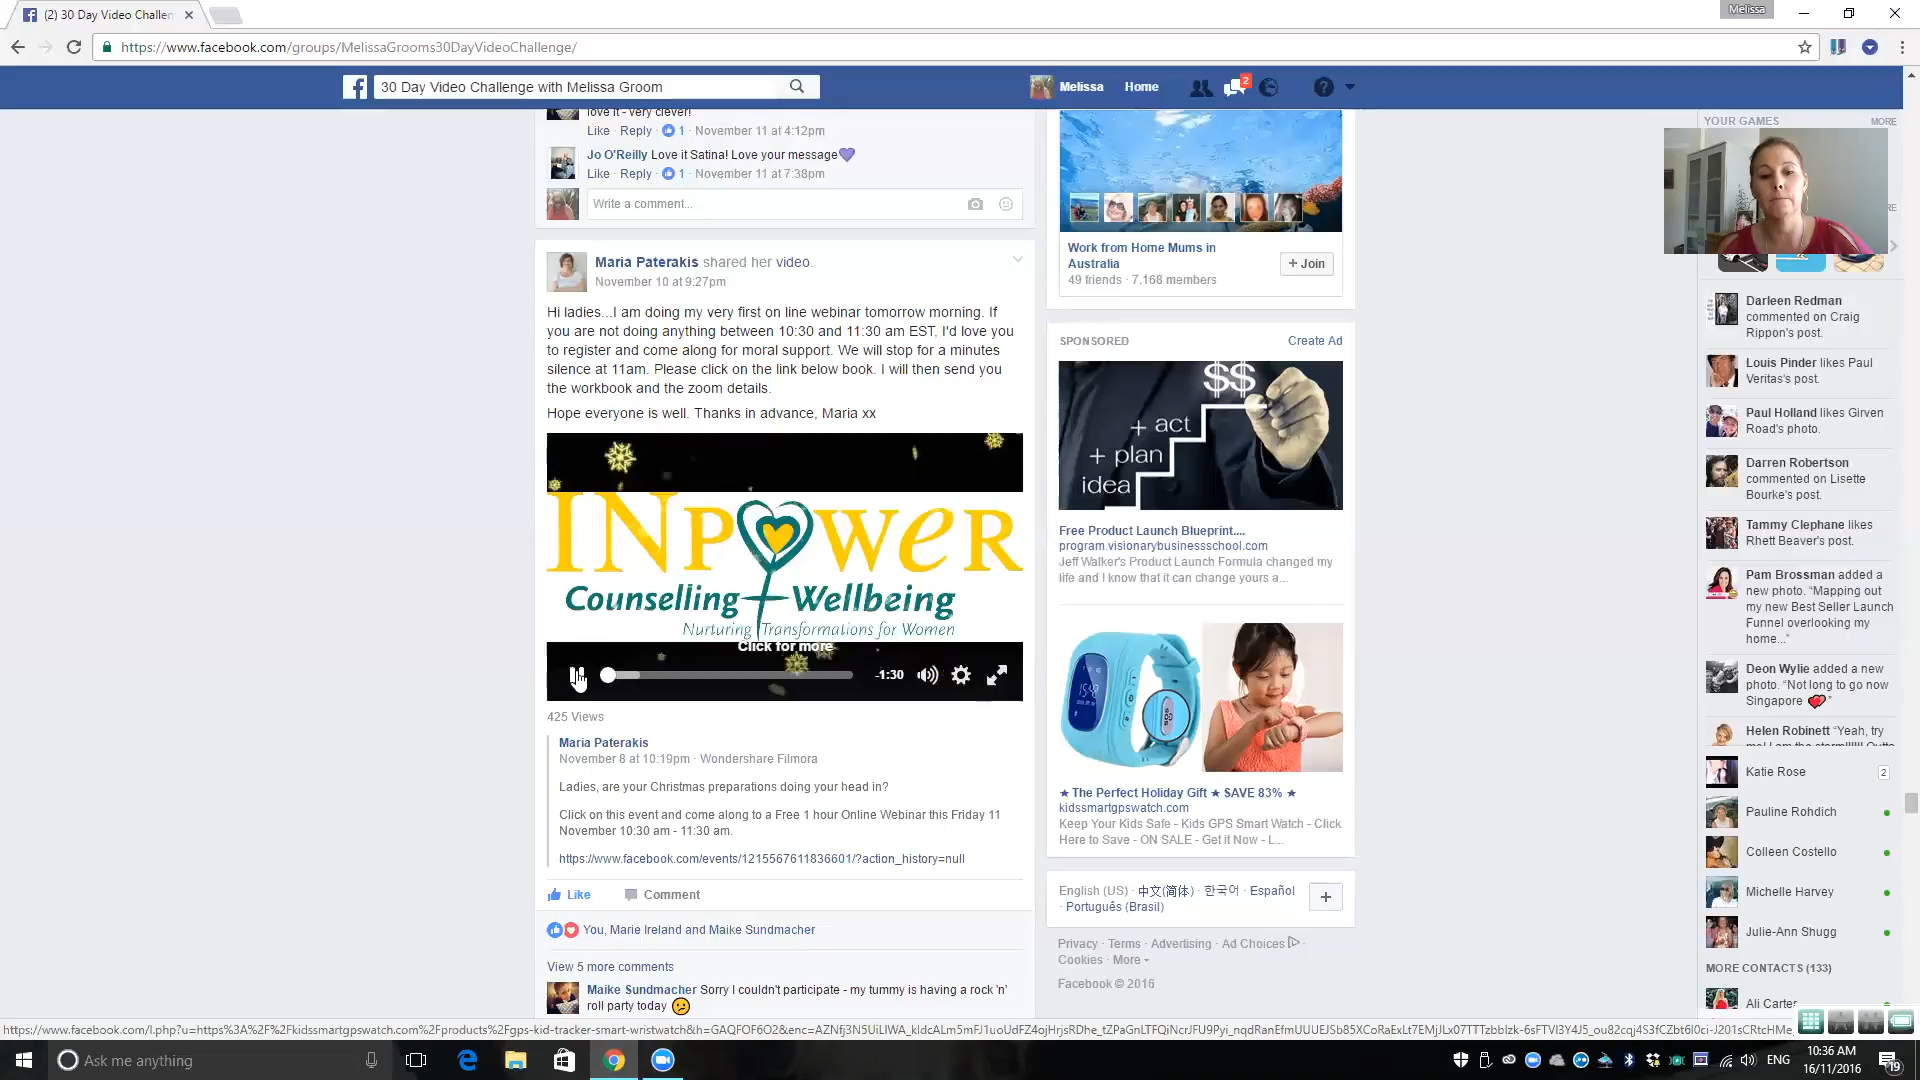 (2) 30 Day Video Challen
Melissa
https://www.facebook.com/groups/MelissaGrooms30DayVideoChallenge/
30 Day Video Challenge with Melissa Groom
Melissa
Home
2
love it - very clever!
Like · Reply · 1 · November 11 at 4:12pm
Jo O'Reilly Love it Satina! Love your message
Like · Reply · 1 · November 11 at 7:38pm
Write a comment...
Maria Paterakis shared her video.
November 10 at 9:27pm
Hi ladies...I am doing my very first on line webinar tomorrow morning. If
you are not doing anything between 10:30 and 11:30 am EST, I'd love you
to register and come along for moral support. We will stop for a minutes
silence at 11am. Please click on the link below book. I will then send you
the workbook and the zoom details.
Hope everyone is well. Thanks in advance, Maria xx
INPOWER
Counselling Wellbeing
Nurturing Transformations for Women
Click for more
-1:30
425 Views
Maria Paterakis
November 8 at 10:19pm · Wondershare Filmora
Ladies, are your Christmas preparations doing your head in?
Click on this event and come along to a Free 1 hour Online Webinar this Friday 11
November 10:30 am - 11:30 am.
https://www.facebook.com/events/1215567611836601/?action_history=null
Like
Comment
You, Marie Ireland and Maike Sundmacher
View 5 more comments
Maike Sundmacher Sorry I couldn't participate - my tummy is having a rock 'n'
roll party today
Work from Home Mums in
Australia
49 friends · 7,168 members
+ Join
SPONSORED
Create Ad
$$
+ act
+ plan
idea
Free Product Launch Blueprint....
program.visionarybusinessschool.com
Jeff Walker's Product Launch Formula changed my
life and I know that it can change yours a...
SOS
★ The Perfect Holiday Gift ★ SAVE 83% ★
kidssmartgpswatch.com
Keep Your Kids Safe - Kids GPS Smart Watch - Click
Here to Save - ON SALE - Get it Now - L...
English (US) · 中文(简体) · 한국어 · Español
· Português (Brasil)
+
Privacy · Terms · Advertising · Ad Choices ·
Cookies · More
Facebook © 2016
YOUR GAMES
MORE
Darleen Redman
commented on Craig
Rippon's post.
Louis Pinder likes Paul
Veritas's post.
Paul Holland likes Girven
Road's photo.
Darren Robertson
commented on Lisette
Bourke's post.
Tammy Clephane likes
Rhett Beaver's post.
Pam Brossman added a
new photo. "Mapping out
my new Best Seller Launch
Funnel overlooking my
home..."
Deon Wylie added a new
photo. "Not long to go now
Singapore "
Helen Robinett "Yeah, try
Katie Rose
2
Pauline Rohdich
Colleen Costello
Michelle Harvey
Julie-Ann Shugg
MORE CONTACTS (133)
Ali Carter
Ask me anything
ENG
10:36 AM
16/11/2016
19